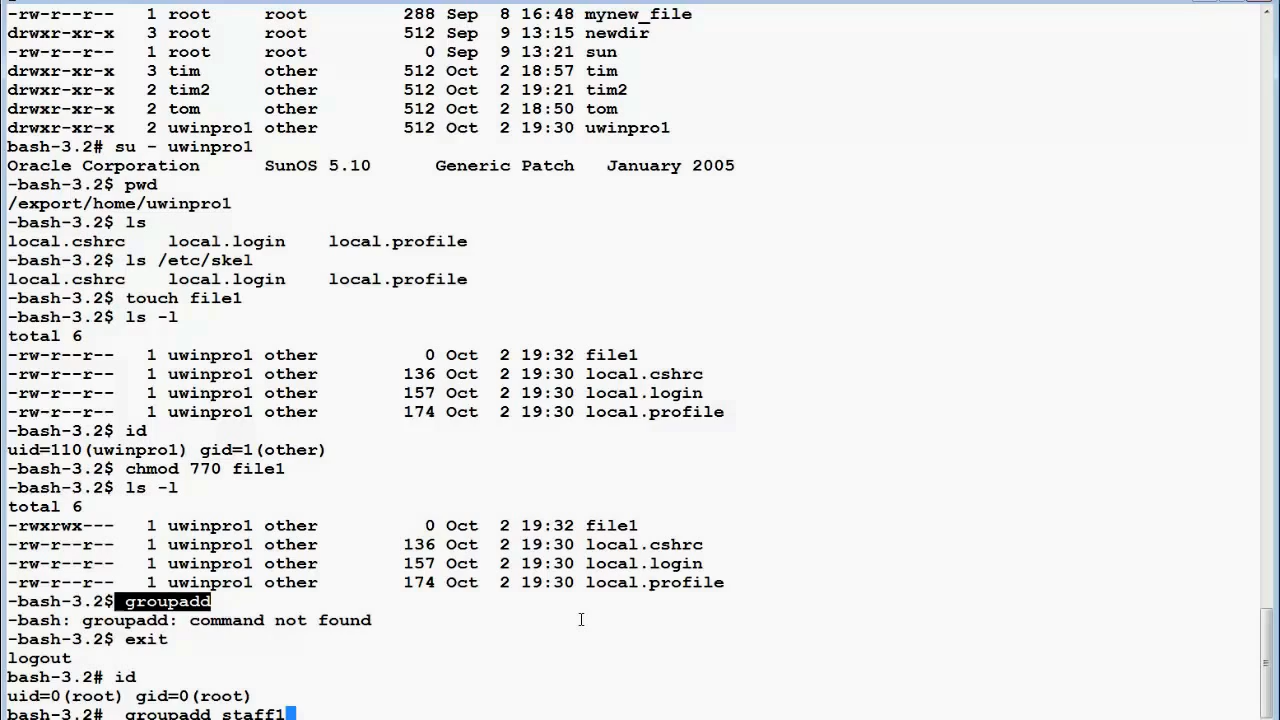 -rw-r--r-- 1 root root 288 Sep 8 16:48 mynew_file
drwxr-xr-x 3 root root 512 Sep 9 13:15 newdir
-rw-r--r-- 1 root root 0 Sep 9 13:21 sun
drwxr-xr-x 3 tim other 512 Oct 2 18:57 tim
drwxr-xr-x 2 tim2 other 512 Oct 2 19:21 tim2
drwxr-xr-x 2 tom other 512 Oct 2 18:50 tom
drwxr-xr-x 2 uwinpro1 other 512 Oct 2 19:30 uwinpro1
bash-3.2# su - uwinpro1
Oracle Corporation SunOS 5.10 Generic Patch January 2005
-bash-3.2$ pwd
/export/home/uwinpro1
-bash-3.2$ ls
local.cshrc local.login local.profile
-bash-3.2$ ls /etc/skel
local.cshrc local.login local.profile
-bash-3.2$ touch file1
-bash-3.2$ ls -l
total 6
-rw-r--r-- 1 uwinpro1 other 0 Oct 2 19:32 file1
-rw-r--r-- 1 uwinpro1 other 136 Oct 2 19:30 local.cshrc
-rw-r--r-- 1 uwinpro1 other 157 Oct 2 19:30 local.login
-rw-r--r-- 1 uwinpro1 other 174 Oct 2 19:30 local.profile
-bash-3.2$ id
uid=110(uwinpro1) gid=1(other)
-bash-3.2$ chmod 770 file1
-bash-3.2$ ls -l
total 6
-rwxrwx--- 1 uwinpro1 other 0 Oct 2 19:32 file1
-rw-r--r-- 1 uwinpro1 other 136 Oct 2 19:30 local.cshrc
-rw-r--r-- 1 uwinpro1 other 157 Oct 2 19:30 local.login
-rw-r--r-- 1 uwinpro1 other 174 Oct 2 19:30 local.profile
-bash-3.2$ groupadd
-bash: groupadd: command not found
-bash-3.2$ exit
logout
bash-3.2# id
uid=0(root) gid=0(root)
bash-3.2# groupadd staff1